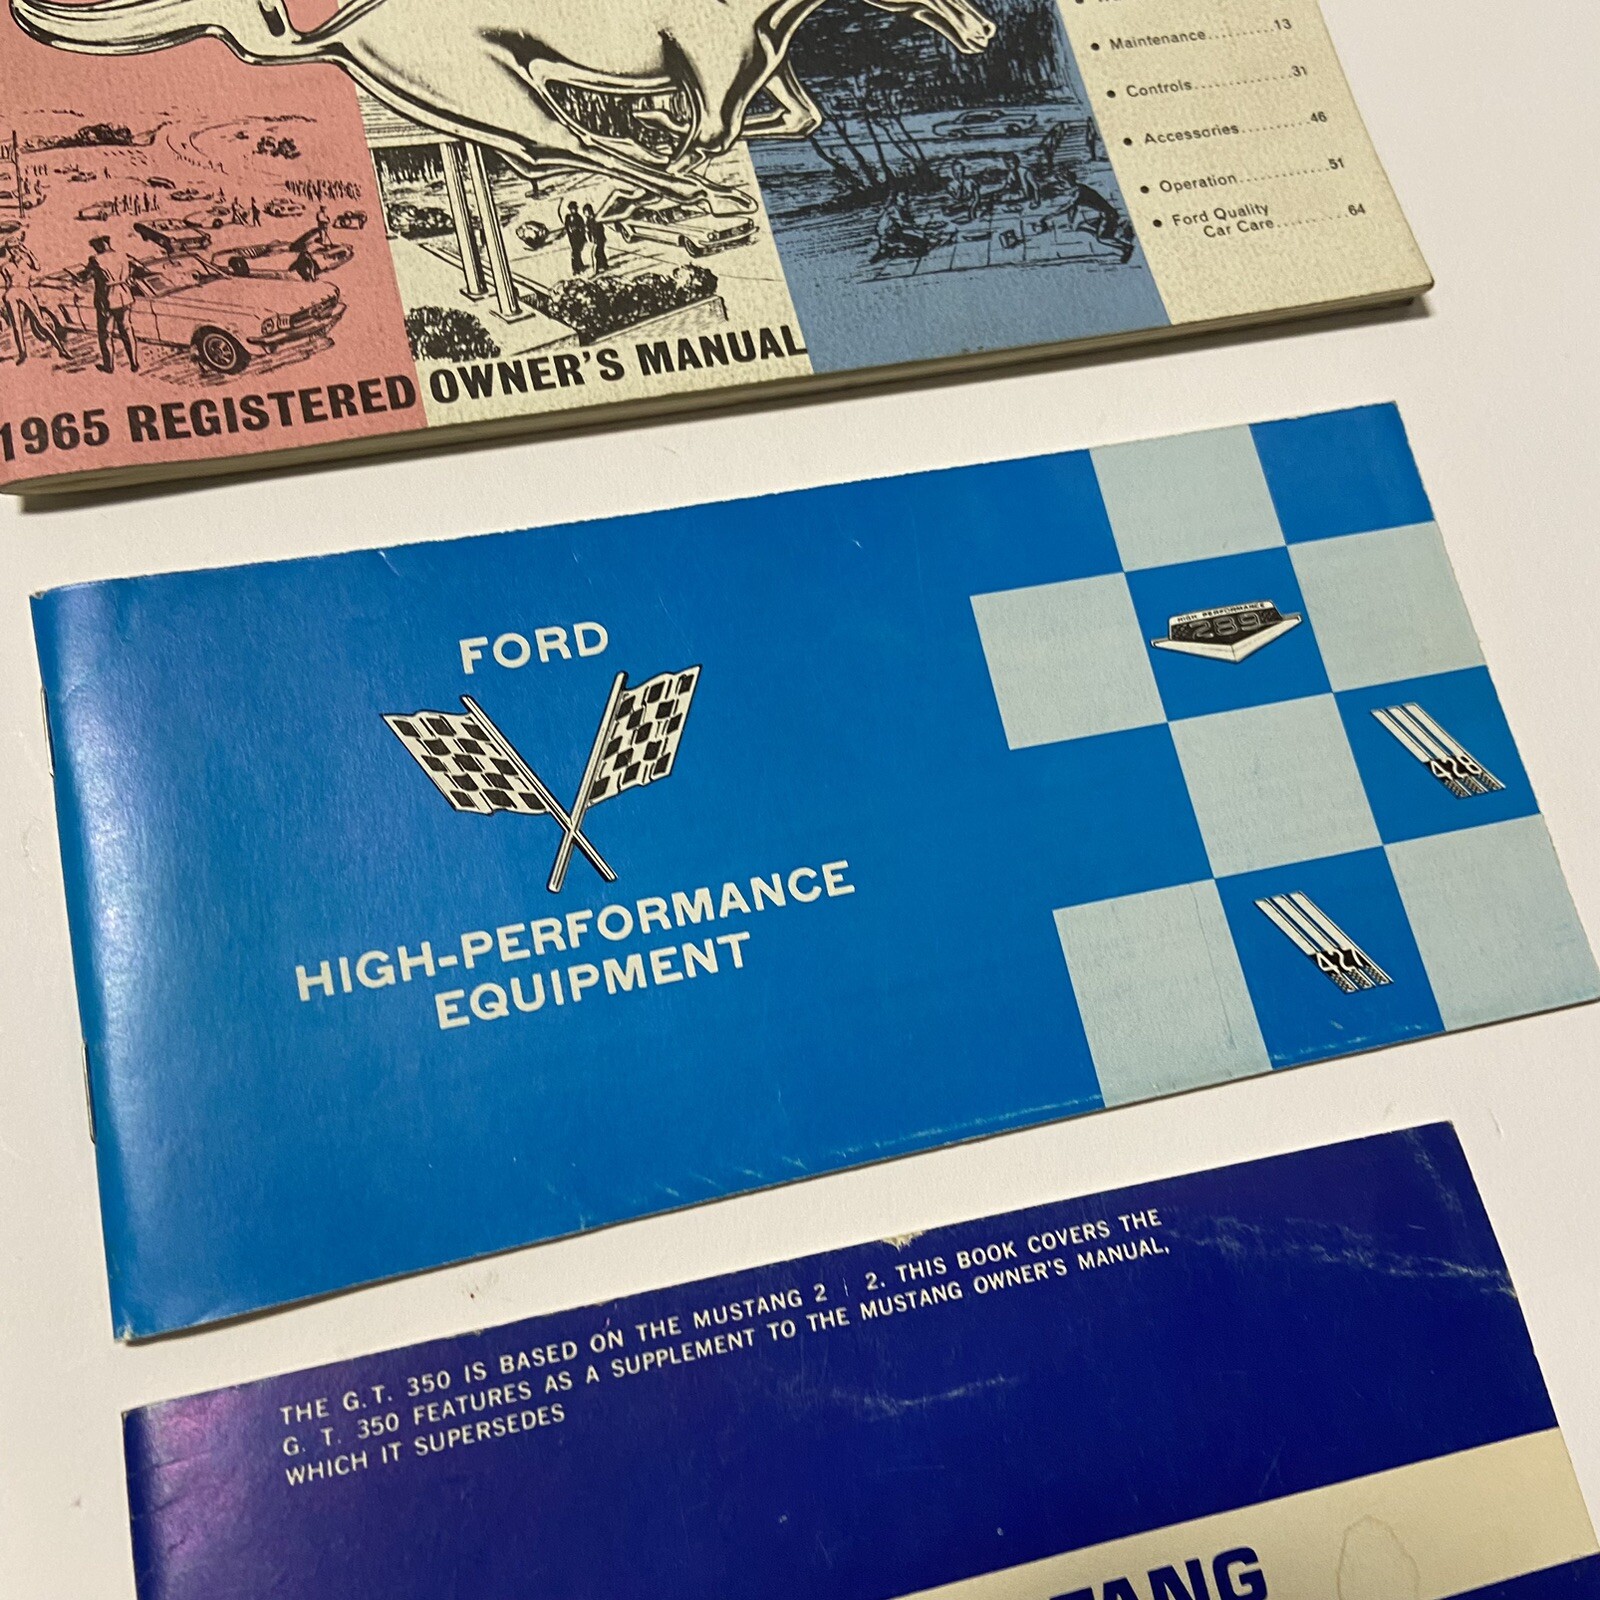 Maintenance..........13
Controls............31
Accessories..........46
Operation............51
Ford Quality
Car Care..........64
1965 REGISTERED OWNER'S MANUAL
FORD
HIGH-PERFORMANCE
EQUIPMENT
HIGH PERFORMANCE
289
428
427
THE G.T. 350 IS BASED ON THE MUSTANG 2 2. THIS BOOK COVERS THE
G. T. 350 FEATURES AS A SUPPLEMENT TO THE MUSTANG OWNER'S MANUAL,
WHICH IT SUPERSEDES
TANG